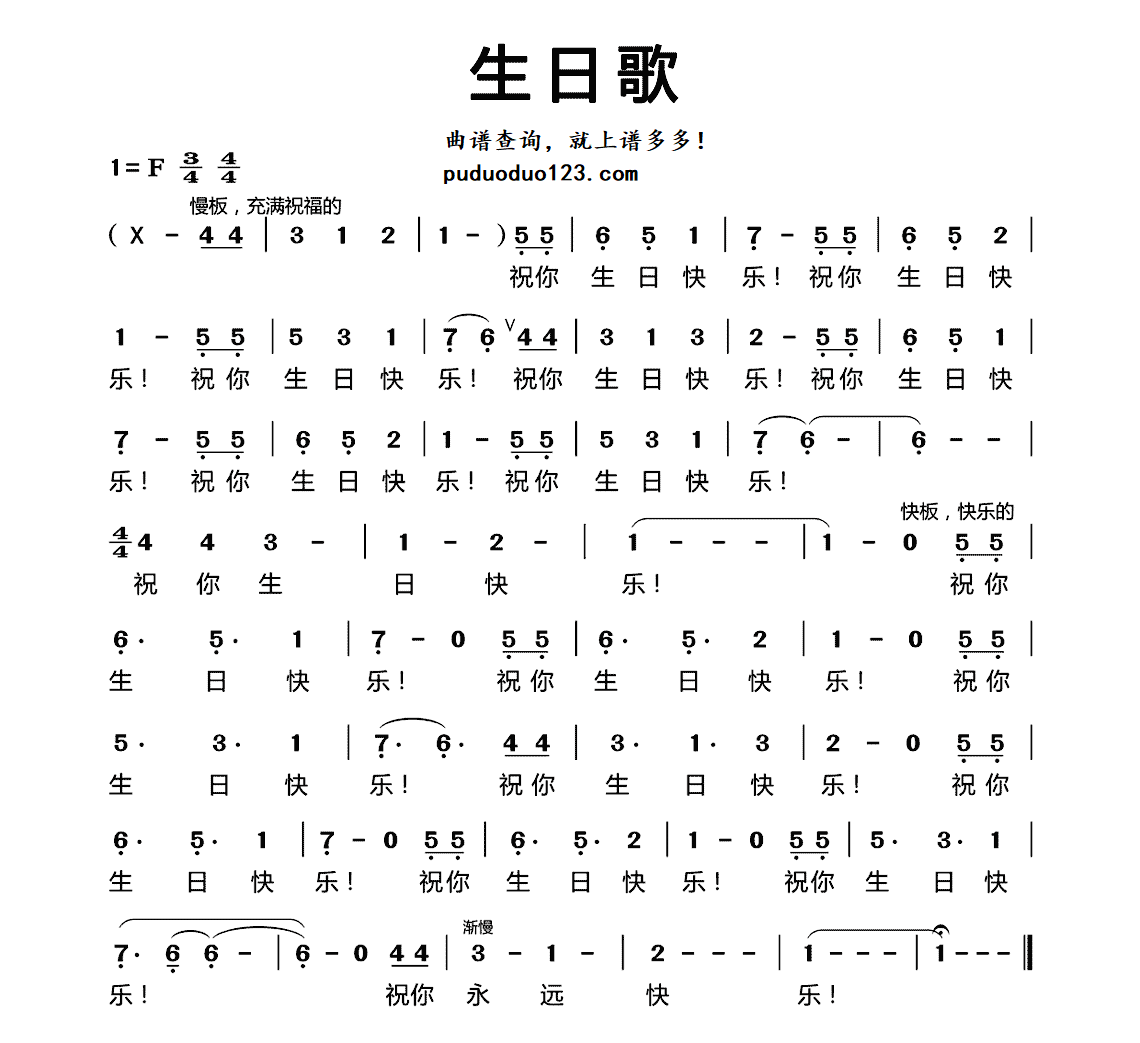 生日歌
曲谱查询，就上谱多多！
puduoduo123.com
1=F 3/4 4/4
慢板，充满祝福的
( X - 4 4 | 3 1 2 | 1 - ) 5 5 | 6 5 1 | 7 - 5 5 | 6 5 2 |
祝你 生 日 快 乐！ 祝你 生 日 快
1 - 5 5 | 5 3 1 | 7 6 V 4 4 | 3 1 3 | 2 - 5 5 | 6 5 1 |
乐！ 祝你 生 日 快 乐！ 祝你 生 日 快 乐！ 祝你 生 日 快
7 - 5 5 | 6 5 2 | 1 - 5 5 | 5 3 1 | 7 6 - | 6 - - |
乐！ 祝你 生 日 快 乐！ 祝你 生 日 快 乐！
快板，快乐的
4/4 4 4 3 - | 1 - 2 - | 1 - - - | 1 - 0 5 5 |
祝 你 生 日 快 乐！ 祝你
6· 5· 1 | 7 - 0 5 5 | 6· 5· 2 | 1 - 0 5 5 |
生 日 快 乐！ 祝你 生 日 快 乐！ 祝你
5· 3· 1 | 7· 6· 4 4 | 3· 1· 3 | 2 - 0 5 5 |
生 日 快 乐！ 祝你 生 日 快 乐！ 祝你
6· 5· 1 | 7 - 0 5 5 | 6· 5· 2 | 1 - 0 5 5 | 5· 3· 1 |
生 日 快 乐！ 祝你 生 日 快 乐！ 祝你 生 日 快
渐慢
7· 6 6 - | 6 - 0 4 4 | 3 - 1 - | 2 - - - | 1 - - - | 1 - - - ||
乐！ 祝你 永 远 快 乐！